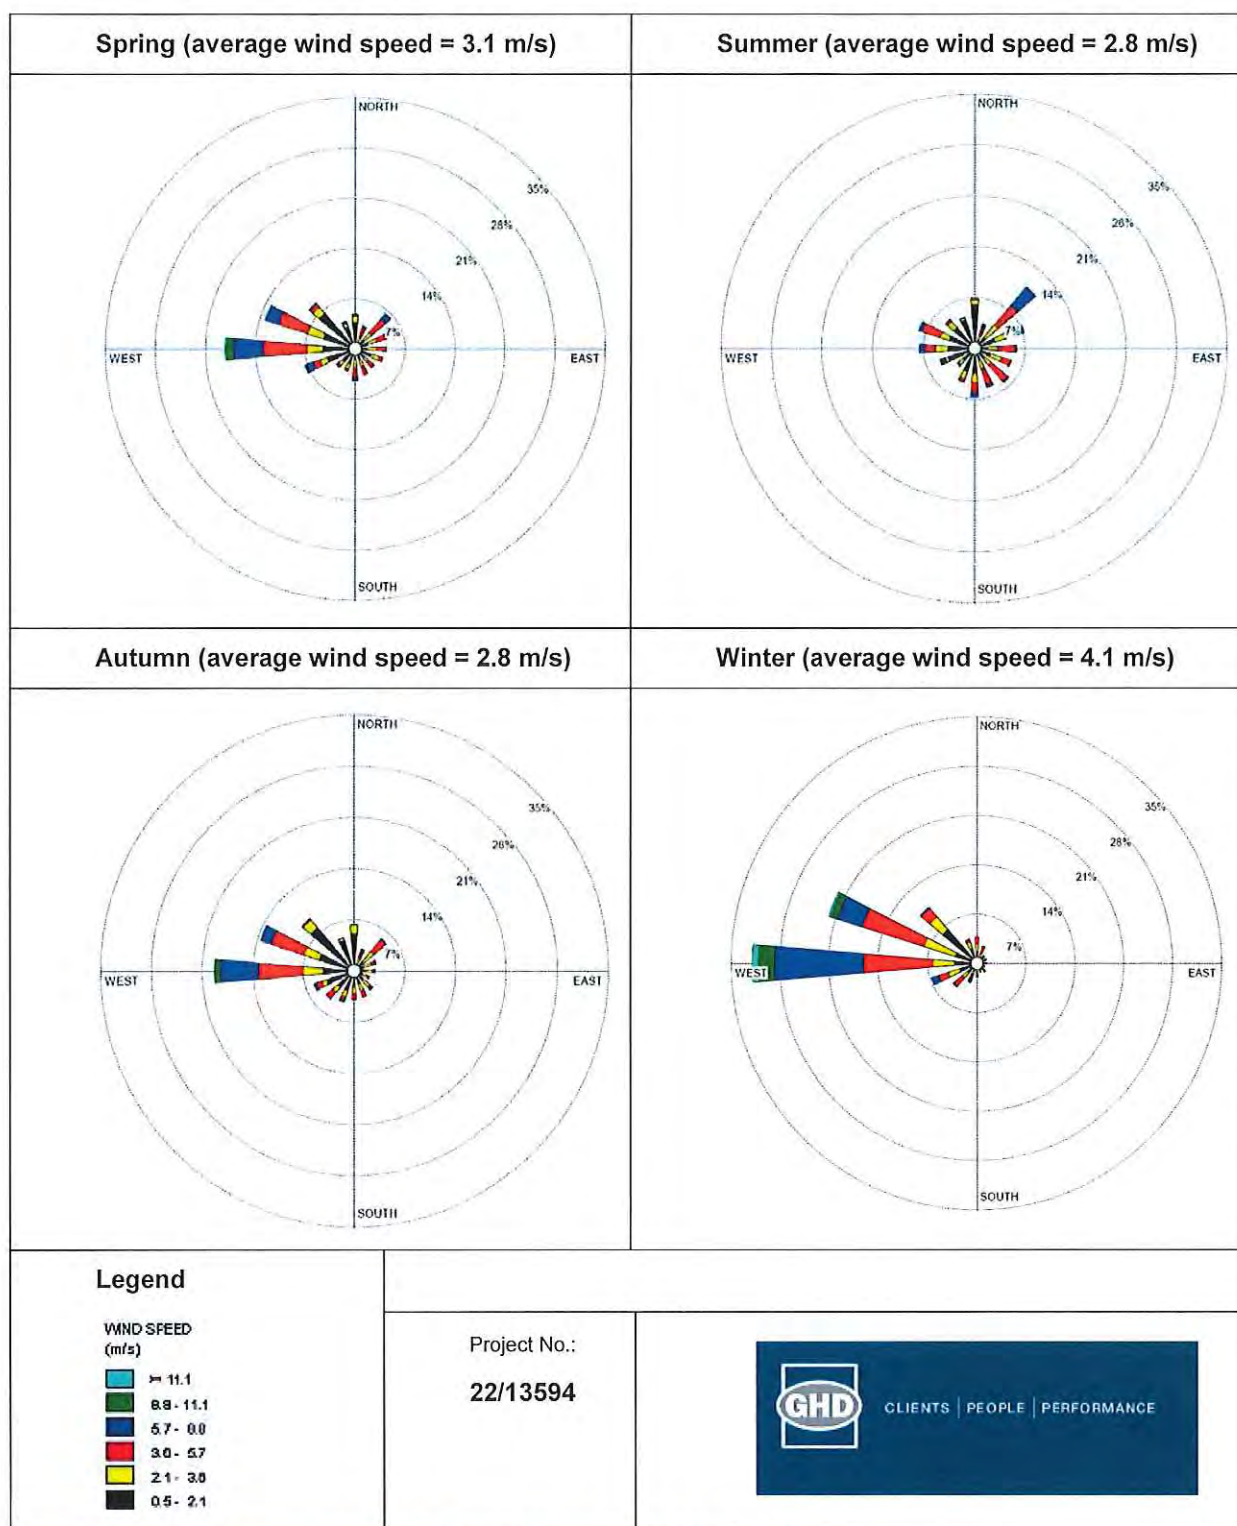 Spring (average wind speed = 3.1 m/s)
Summer (average wind speed = 2.8 m/s)
NORTH
35%
28%
21%
14%
7%
WEST
EAST
SOUTH
NORTH
35%
28%
21%
14%
7%
WEST
EAST
SOUTH
Autumn (average wind speed = 2.8 m/s)
Winter (average wind speed = 4.1 m/s)
NORTH
35%
28%
21%
14%
7%
WEST
EAST
SOUTH
NORTH
35%
28%
21%
14%
7%
WEST
EAST
SOUTH
Legend
WIND SPEED
(m/s)
>= 11.1
8.8 - 11.1
5.7 - 8.8
3.6 - 5.7
2.1 - 3.6
0.5 - 2.1
Project No.:
22/13594
GHD
CLIENTS | PEOPLE | PERFORMANCE